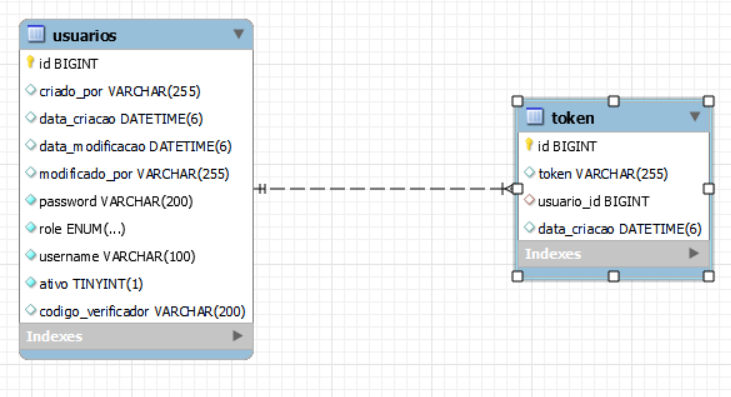 usuarios
id BIGINT
criado_por VARCHAR(255)
data_criacao DATETIME(6)
data_modificacao DATETIME(6)
modificado_por VARCHAR(255)
password VARCHAR(200)
role ENUM(...)
username VARCHAR(100)
ativo TINYINT(1)
codigo_verificador VARCHAR(200)
Indexes
token
id BIGINT
token VARCHAR(255)
usuario_id BIGINT
data_criacao DATETIME(6)
Indexes